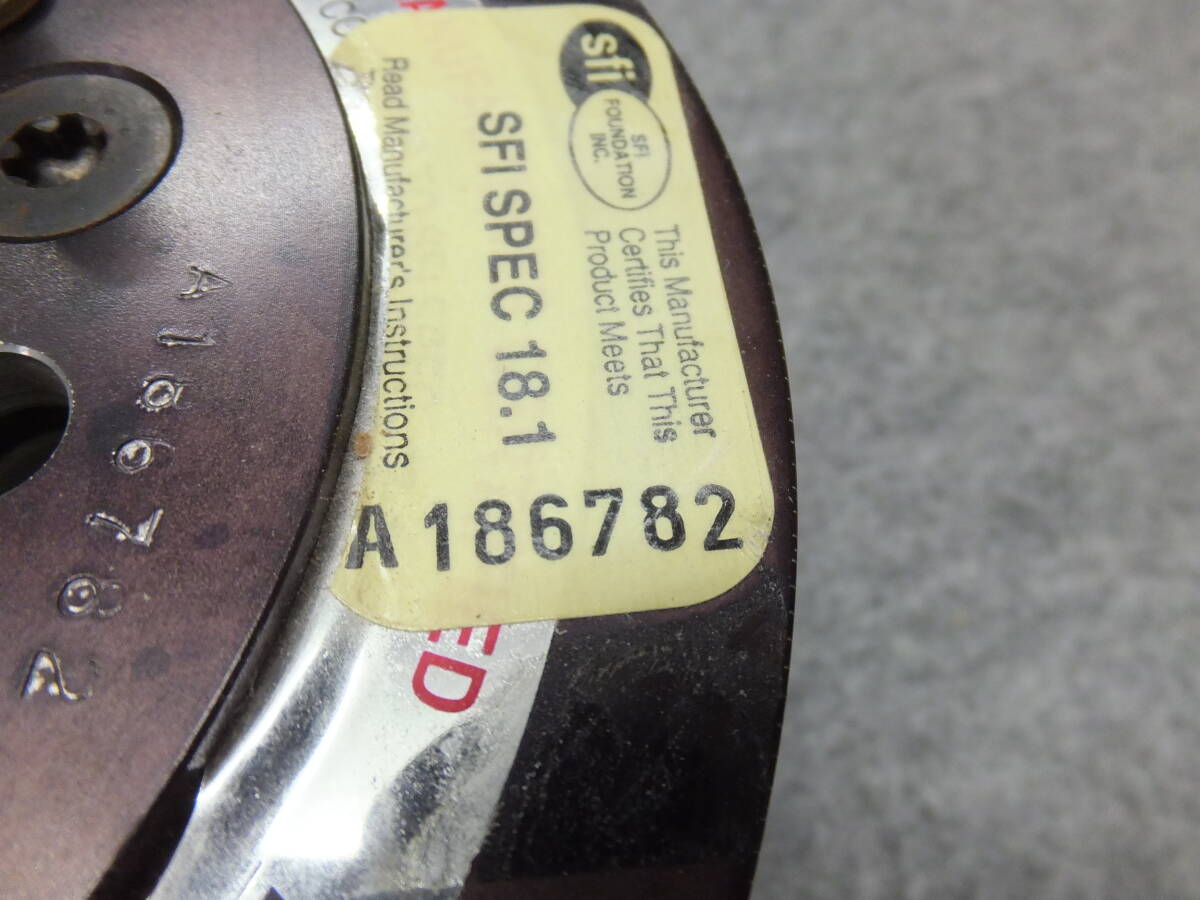 sfi
SFI
FOUNDATION
INC.
This Manufacturer
Certifies That This
Product Meets
SFI SPEC 18.1
Read Manufacturer's Instructions
A186782
ED
A186782